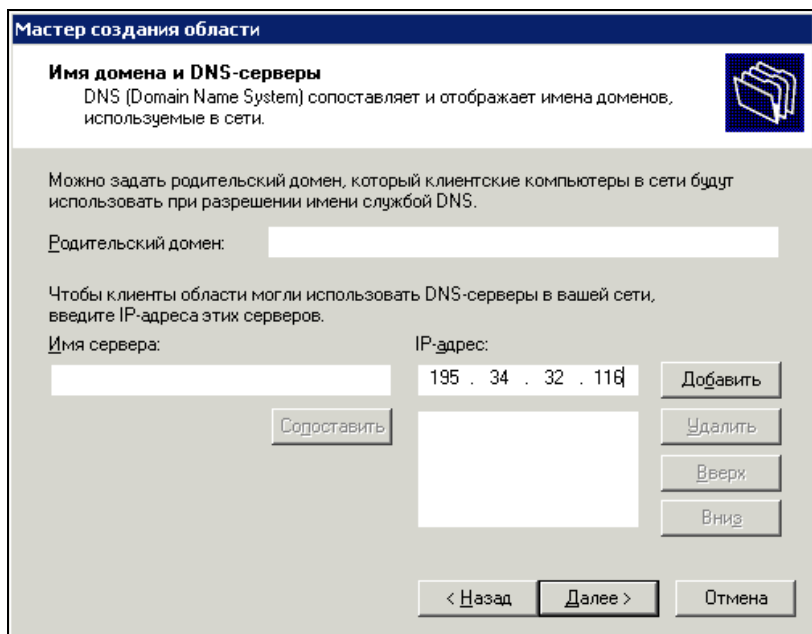 Мастер создания области
Имя домена и DNS-серверы
DNS (Domain Name System) сопоставляет и отображает имена доменов,
используемые в сети.
Можно задать родительский домен, который клиентские компьютеры в сети будут
использовать при разрешении имени службой DNS.
Родительский домен:
Чтобы клиенты области могли использовать DNS-серверы в вашей сети,
введите IP-адреса этих серверов.
Имя сервера:
IP-адрес:
195 . 34 . 32 . 116
Добавить
Сопоставить
Удалить
Вверх
Вниз
< Назад
Далее >
Отмена